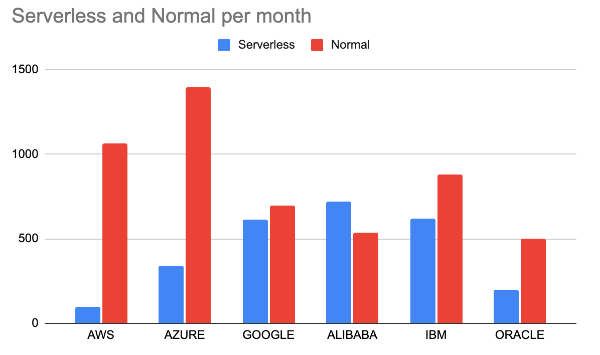 Serverless and Normal per month
Serverless Normal
1500
1000
500
0
AWS AZURE GOOGLE ALIBABA IBM ORACLE